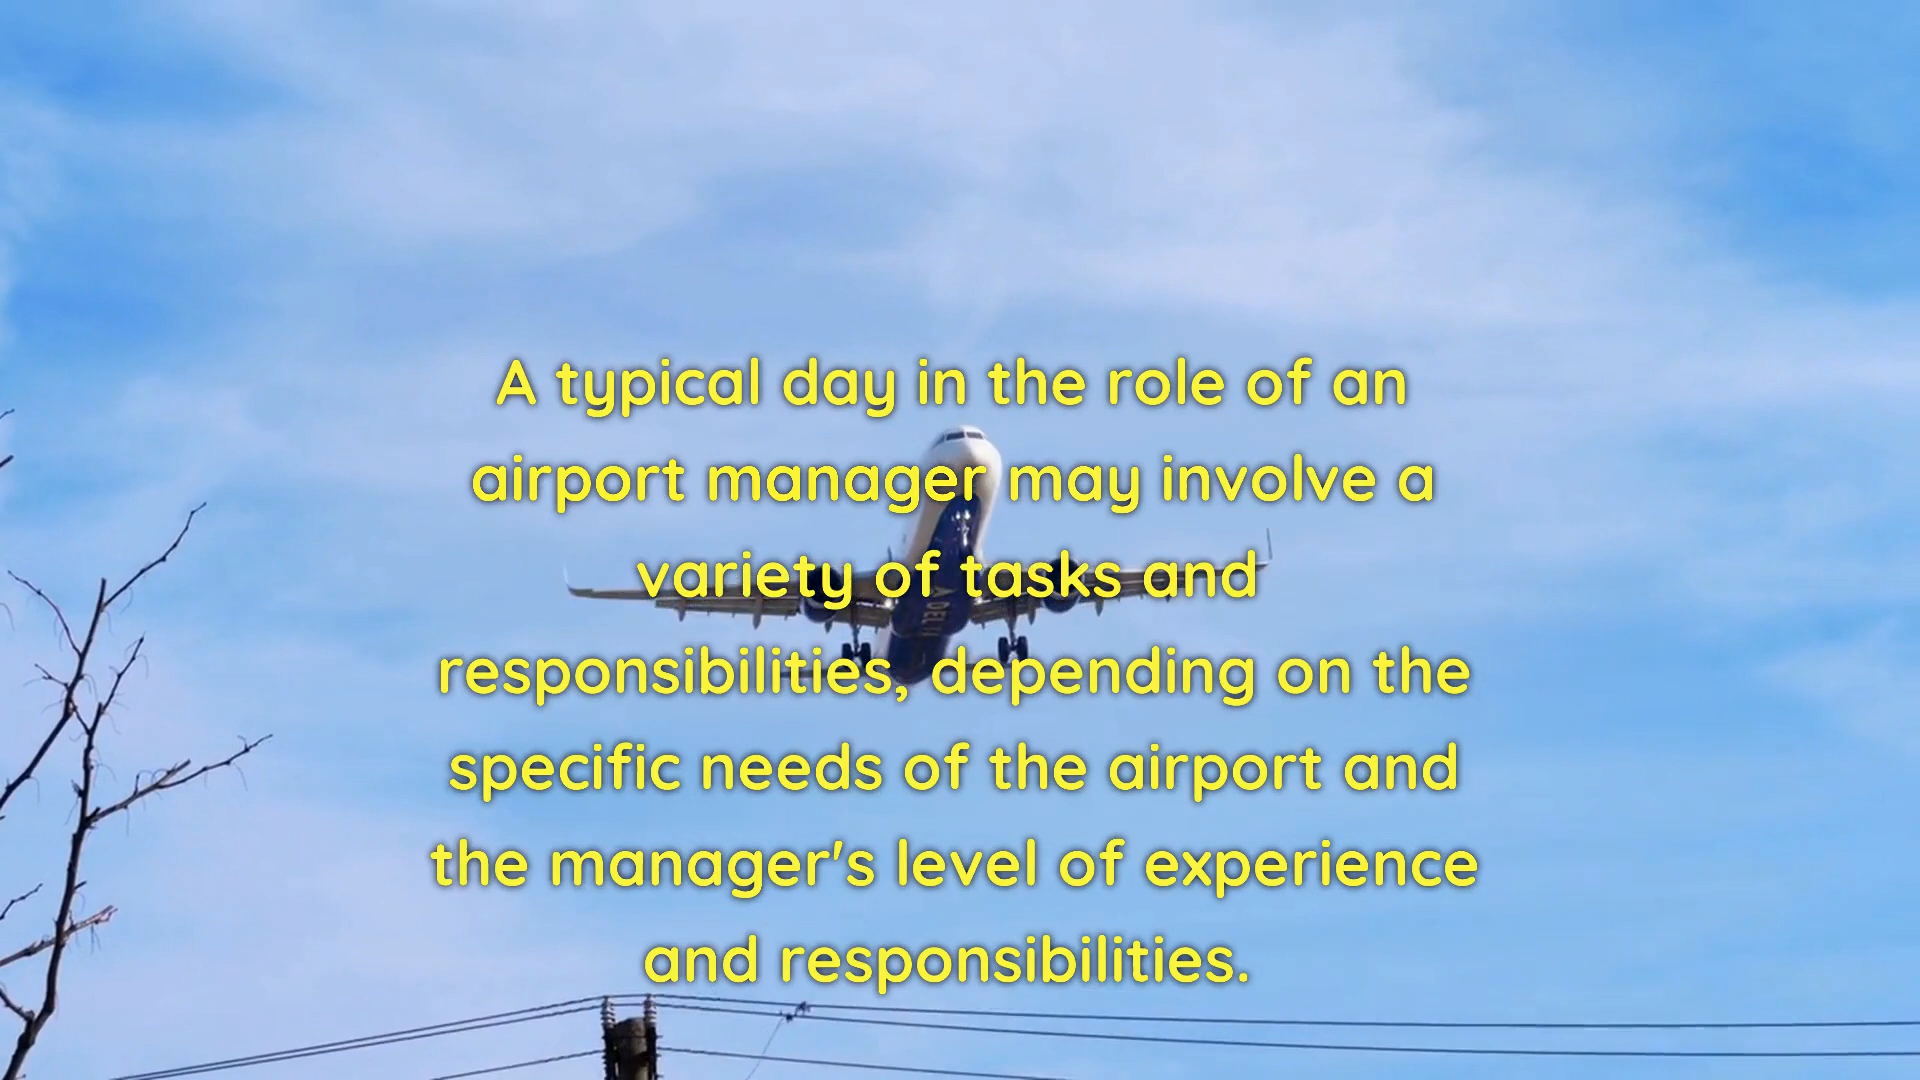 A typical day in the role of an
airport manager may involve a
variety of tasks and
responsibilities, depending on the
specific needs of the airport and
the manager's level of experience
and responsibilities.
DELTA